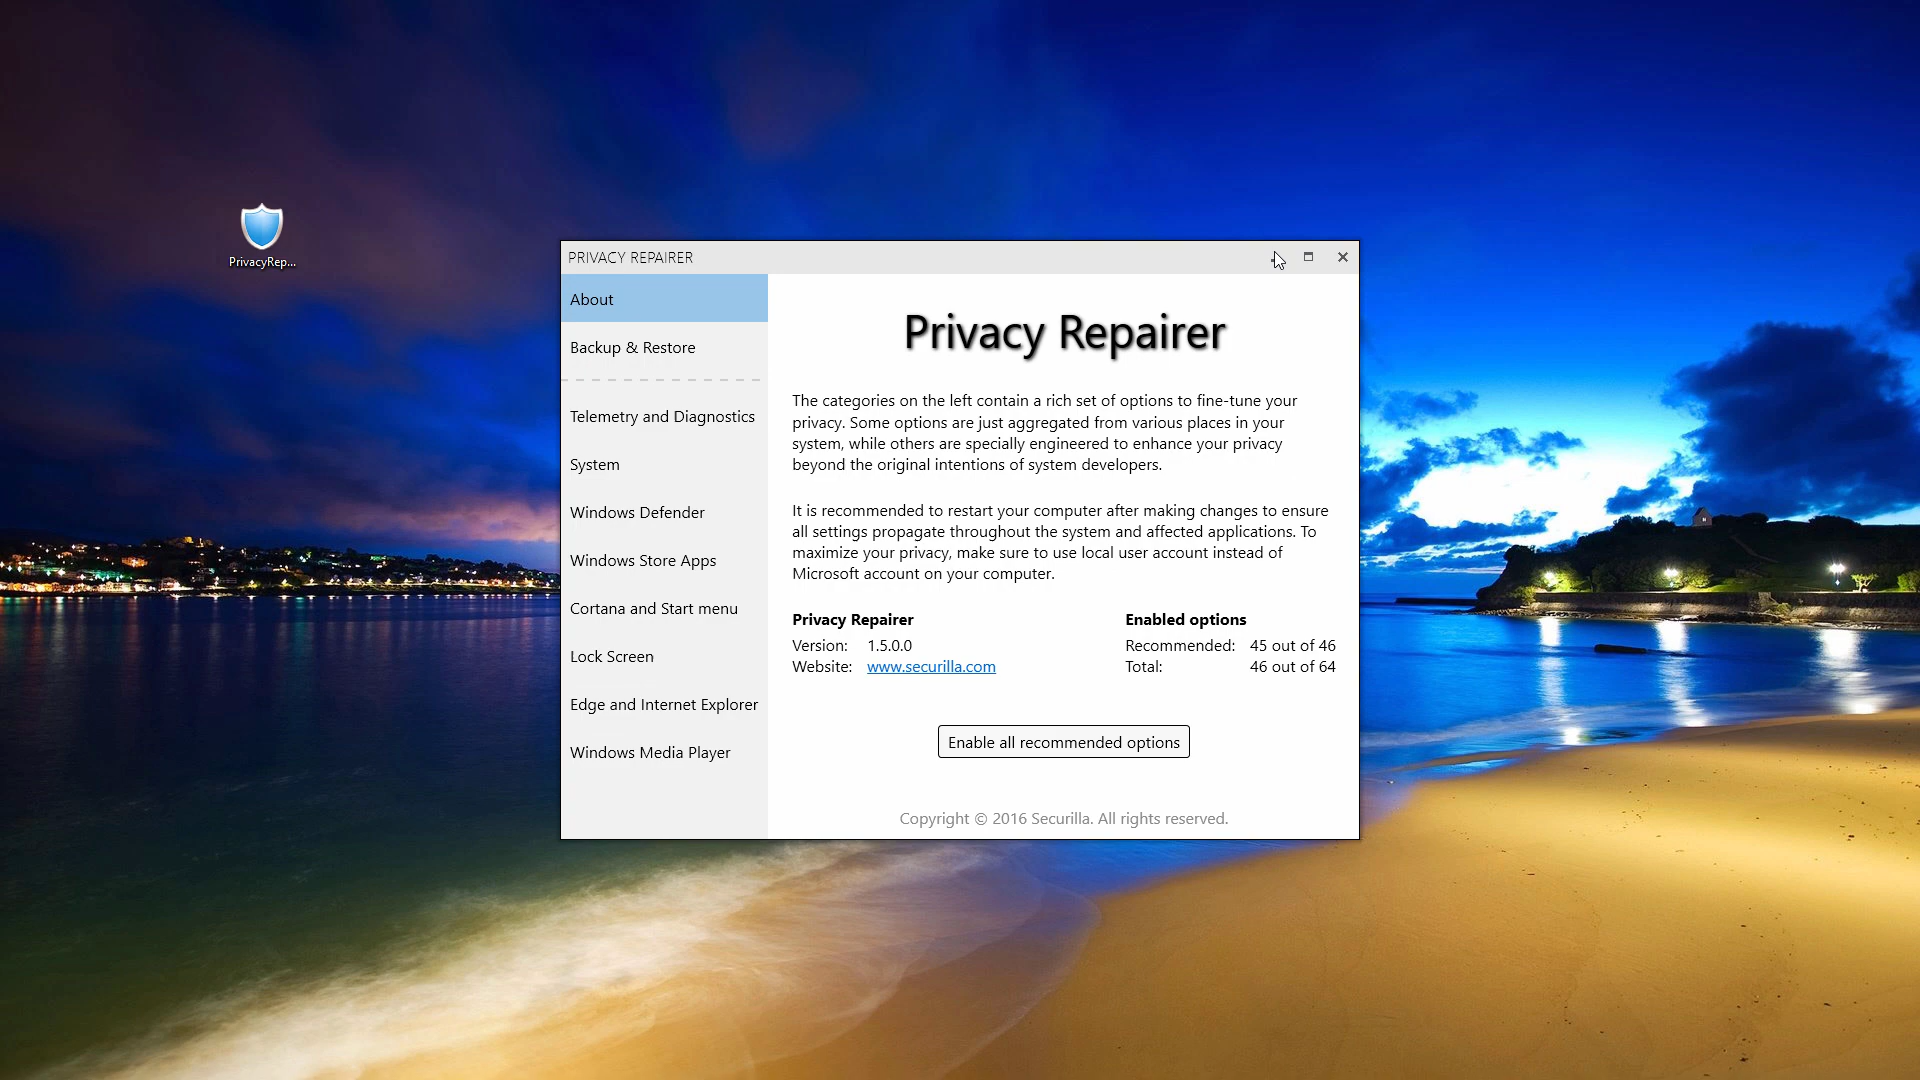 PrivacyRep...
PRIVACY REPAIRER
About
Backup & Restore
Telemetry and Diagnostics
System
Windows Defender
Windows Store Apps
Cortana and Start menu
Lock Screen
Edge and Internet Explorer
Windows Media Player
Privacy Repairer
The categories on the left contain a rich set of options to fine-tune your
privacy. Some options are just aggregated from various places in your
system, while others are specially engineered to enhance your privacy
beyond the original intentions of system developers.
It is recommended to restart your computer after making changes to ensure
all settings propagate throughout the system and affected applications. To
maximize your privacy, make sure to use local user account instead of
Microsoft account on your computer.
Privacy Repairer
Version: 1.5.0.0
Website: www.securilla.com
Enabled options
Recommended: 45 out of 46
Total: 46 out of 64
Enable all recommended options
Copyright © 2016 Securilla. All rights reserved.